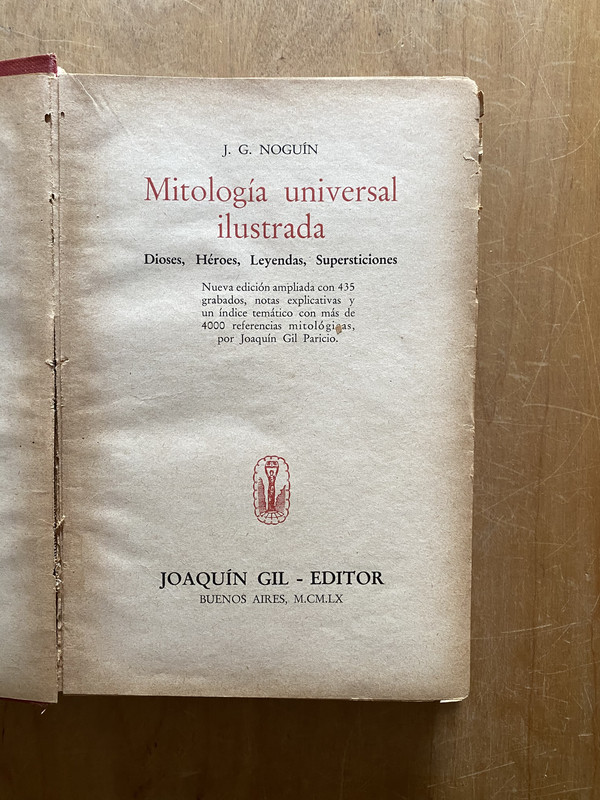 J. G. NOGUÍN
Mitología universal
ilustrada
Dioses, Héroes, Leyendas, Supersticiones
Nueva edición ampliada con 435
grabados, notas explicativas y
un índice temático con más de
4000 referencias mitológicas,
por Joaquín Gil Paricio.
JOAQUÍN GIL - EDITOR
BUENOS AIRES, M.CM.LX